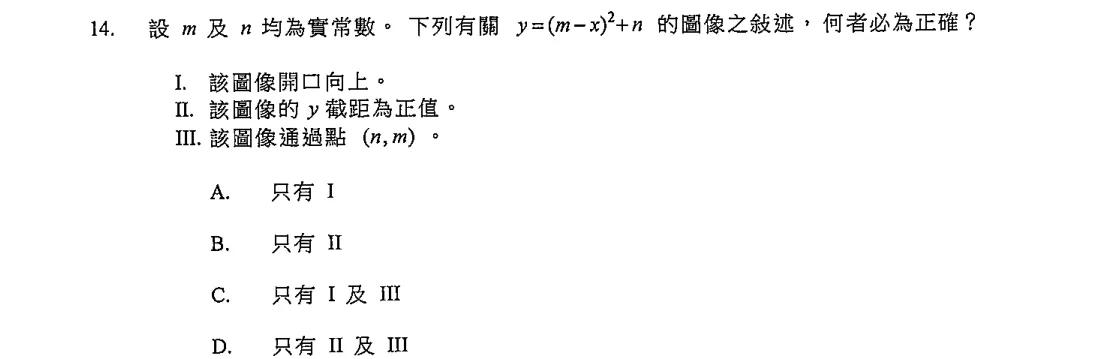 14. 設 m 及 n 均為實常數。 下列有關 y=(m−x)²+n 的圖像之敍述，何者必為正確？
I. 該圖像開口向上。
II. 該圖像的 y 截距為正值。
III. 該圖像通過點 (n, m) 。
A. 只有 I
B. 只有 II
C. 只有 I 及 III
D. 只有 II 及 III